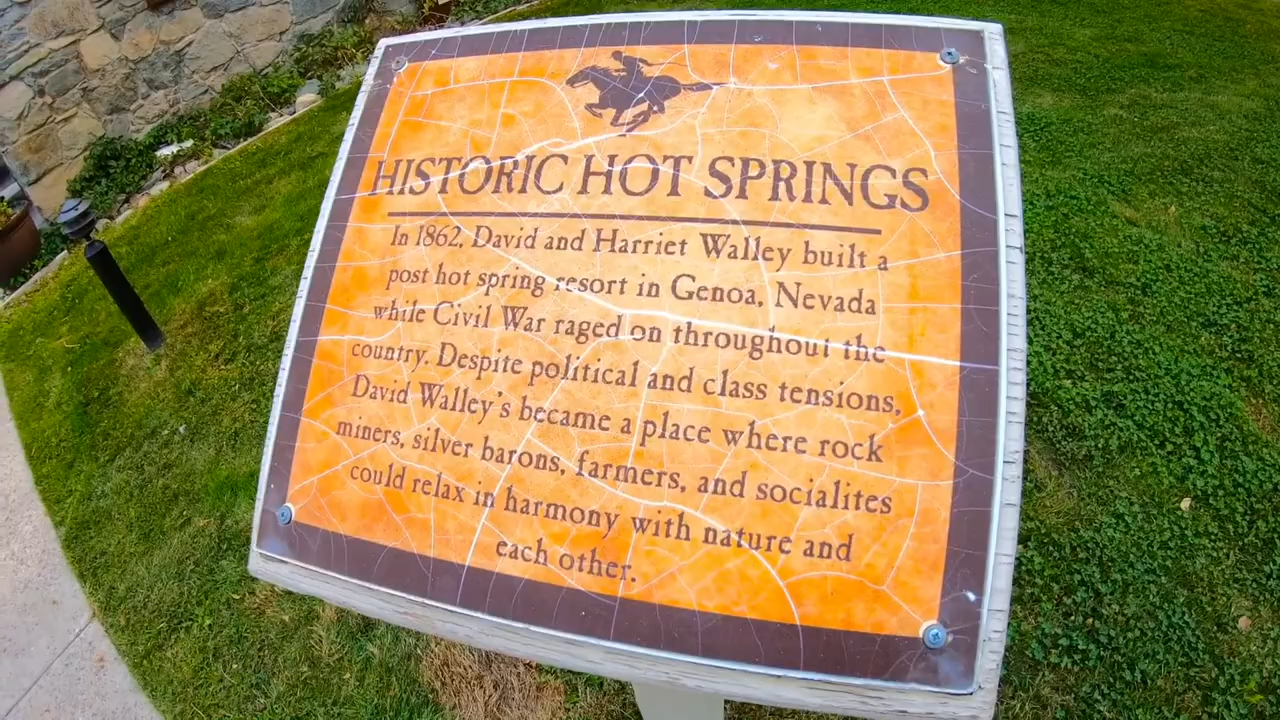 HISTORIC HOT SPRINGS
In 1862, David and Harriet Walley built a
post hot spring resort in Genoa, Nevada
while Civil War raged on throughout the
country. Despite political and class tensions,
David Walley's became a place where rock
miners, silver barons, farmers, and socialites
could relax in harmony with nature and
each other.